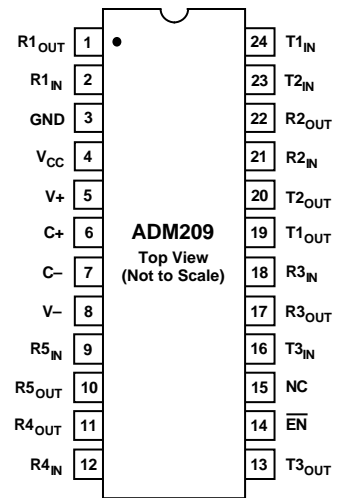 R1OUT 1 24 T1IN
R1IN 2 23 T2IN
GND 3 22 R2OUT
VCC 4 21 R2IN
V+ 5 20 T2OUT
C+ 6 ADM209 19 T1OUT
Top View
C– 7 (Not to Scale) 18 R3IN
V– 8 17 R3OUT
R5IN 9 16 T3IN
R5OUT 10 15 NC
R4OUT 11 14 E̅N̅
R4IN 12 13 T3OUT